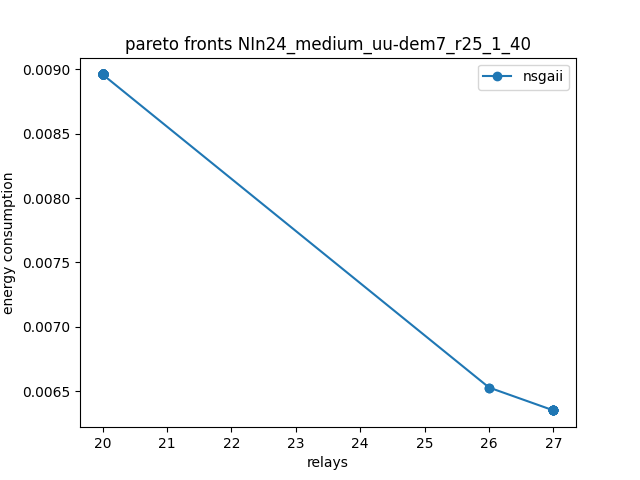 pareto fronts NIn24_medium_uu-dem7_r25_1_40
nsgaii
energy consumption
0.0090
0.0085
0.0080
0.0075
0.0070
0.0065
20 21 22 23 24 25 26 27
relays